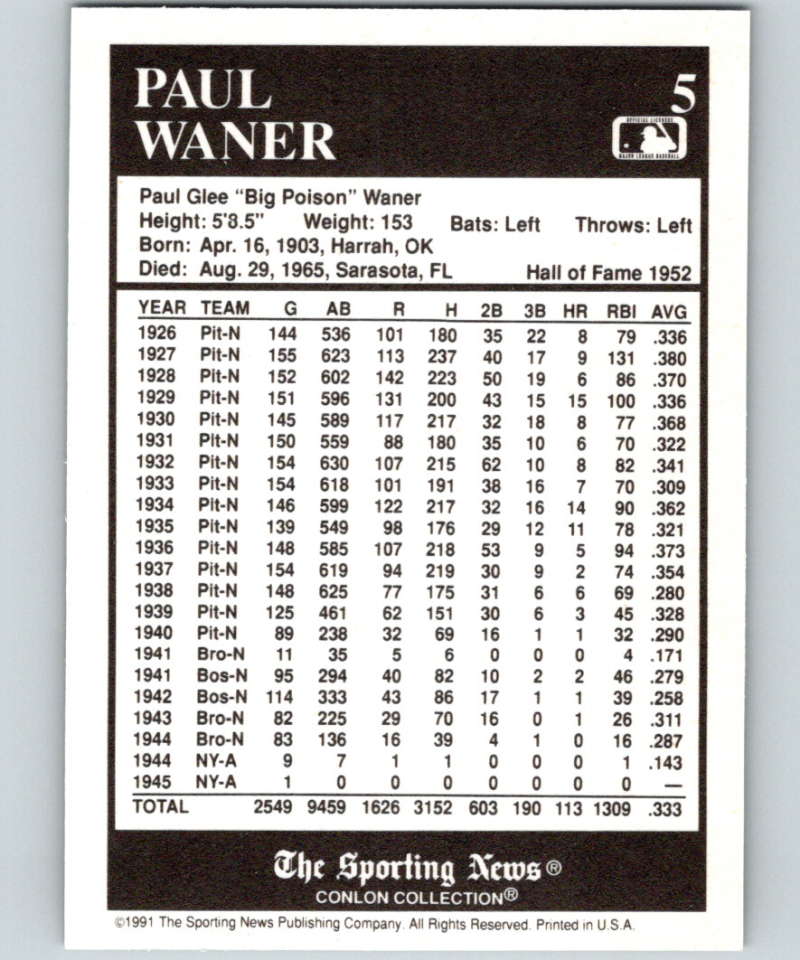 PAUL
WANER
5
OFFICIAL LICENSEE
MAJOR LEAGUE BASEBALL
Paul Glee "Big Poison" Waner
Height: 5'8.5" Weight: 153 Bats: Left Throws: Left
Born: Apr. 16, 1903, Harrah, OK
Died: Aug. 29, 1965, Sarasota, FL Hall of Fame 1952
YEAR TEAM G AB R H 2B 3B HR RBI AVG
1926 Pit-N 144 536 101 180 35 22 8 79 .336
1927 Pit-N 155 623 113 237 40 17 9 131 .380
1928 Pit-N 152 602 142 223 50 19 6 86 .370
1929 Pit-N 151 596 131 200 43 15 15 100 .336
1930 Pit-N 145 589 117 217 32 18 8 77 .368
1931 Pit-N 150 559 88 180 35 10 6 70 .322
1932 Pit-N 154 630 107 215 62 10 8 82 .341
1933 Pit-N 154 618 101 191 38 16 7 70 .309
1934 Pit-N 146 599 122 217 32 16 14 90 .362
1935 Pit-N 139 549 98 176 29 12 11 78 .321
1936 Pit-N 148 585 107 218 53 9 5 94 .373
1937 Pit-N 154 619 94 219 30 9 2 74 .354
1938 Pit-N 148 625 77 175 31 6 6 69 .280
1939 Pit-N 125 461 62 151 30 6 3 45 .328
1940 Pit-N 89 238 32 69 16 1 1 32 .290
1941 Bro-N 11 35 5 6 0 0 0 4 .171
1941 Bos-N 95 294 40 82 10 2 2 46 .279
1942 Bos-N 114 333 43 86 17 1 1 39 .258
1943 Bro-N 82 225 29 70 16 0 1 26 .311
1944 Bro-N 83 136 16 39 4 1 0 16 .287
1944 NY-A 9 7 1 1 0 0 0 1 .143
1945 NY-A 1 0 0 0 0 0 0 0 —
TOTAL 2549 9459 1626 3152 603 190 113 1309 .333
The Sporting News®
CONLON COLLECTION®
©1991 The Sporting News Publishing Company. All Rights Reserved. Printed in U.S.A.